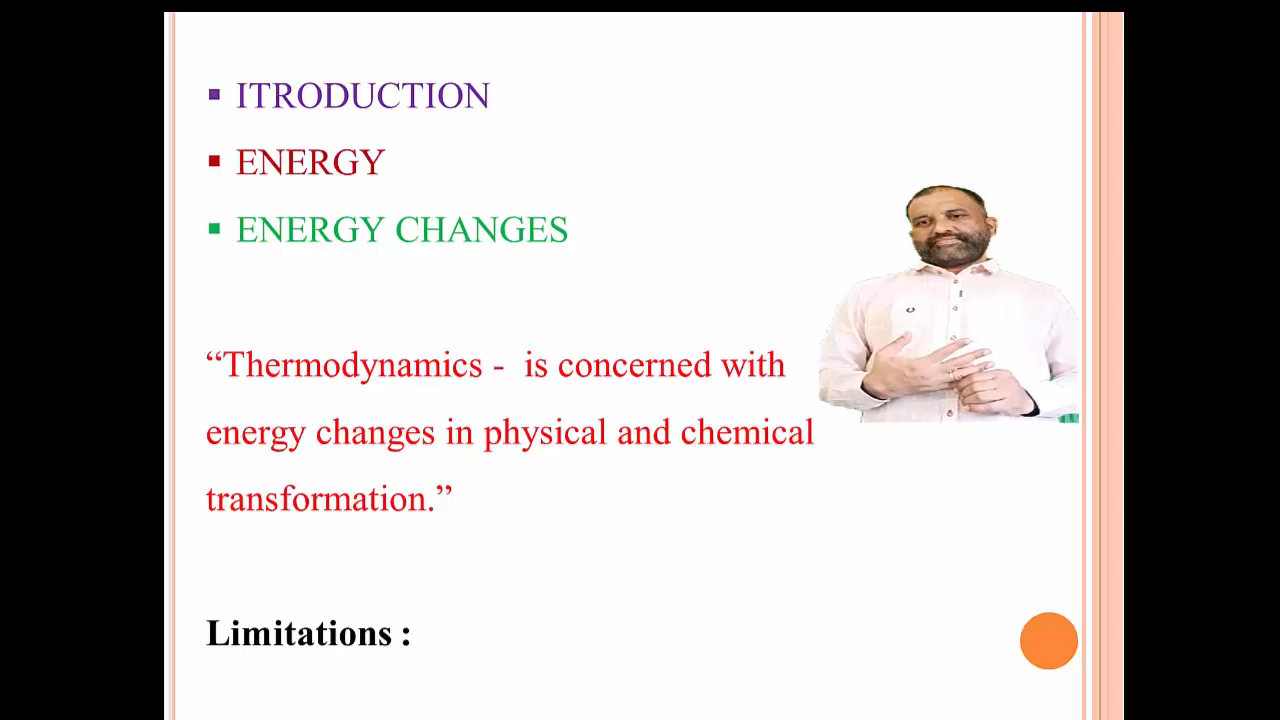 ITRODUCTION
ENERGY
ENERGY CHANGES
“Thermodynamics - is concerned with
energy changes in physical and chemical
transformation.”
Limitations :